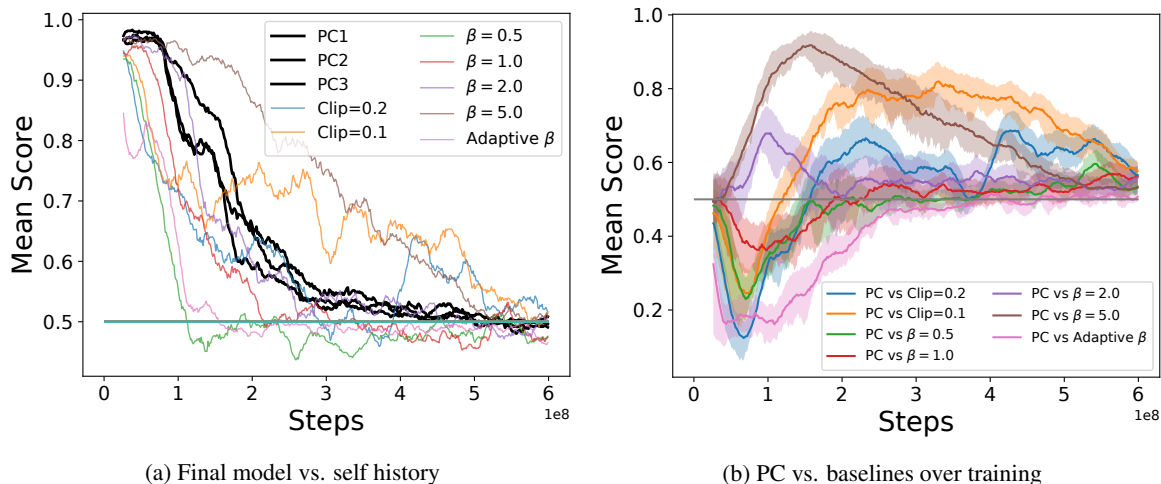 1.0
0.9
0.8
0.7
0.6
0.5
Mean Score
PC1
PC2
PC3
Clip=0.2
Clip=0.1
β = 0.5
β = 1.0
β = 2.0
β = 5.0
Adaptive β
0 1 2 3 4 5 6
1e8
Steps
(a) Final model vs. self history
1.0
0.8
0.6
0.4
0.2
Mean Score
PC vs Clip=0.2
PC vs Clip=0.1
PC vs β = 0.5
PC vs β = 1.0
PC vs β = 2.0
PC vs β = 5.0
PC vs Adaptive β
0 1 2 3 4 5 6
1e8
Steps
(b) PC vs. baselines over training